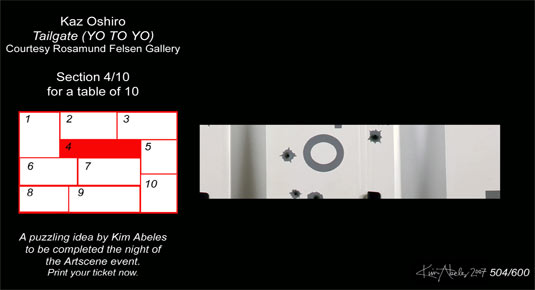 Kaz Oshiro
Tailgate (YO TO YO)
Courtesy Rosamund Felsen Gallery
Section 4/10
for a table of 10
1
2
3
4
5
6
7
8
9
10
A puzzling idea by Kim Abeles
to be completed the night of
the Artscene event.
Print your ticket now.
Kim Abeles 2007 504/600